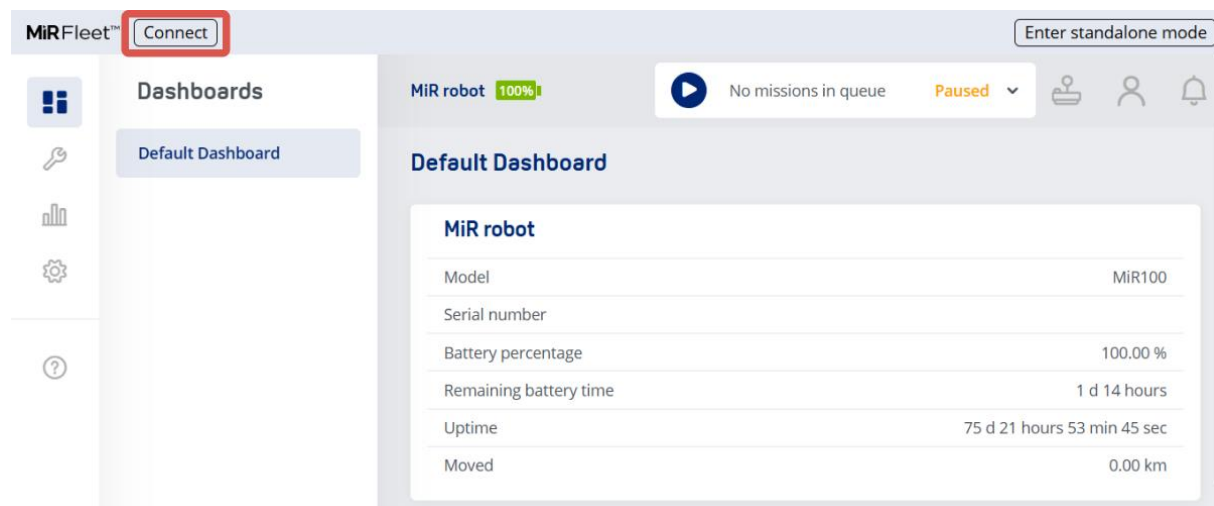 MiRFleet™ Connect Enter standalone mode
Dashboards
Default Dashboard
MiR robot 100% No missions in queue Paused
Default Dashboard
MiR robot
Model MiR100
Serial number
Battery percentage 100.00 %
Remaining battery time 1 d 14 hours
Uptime 75 d 21 hours 53 min 45 sec
Moved 0.00 km